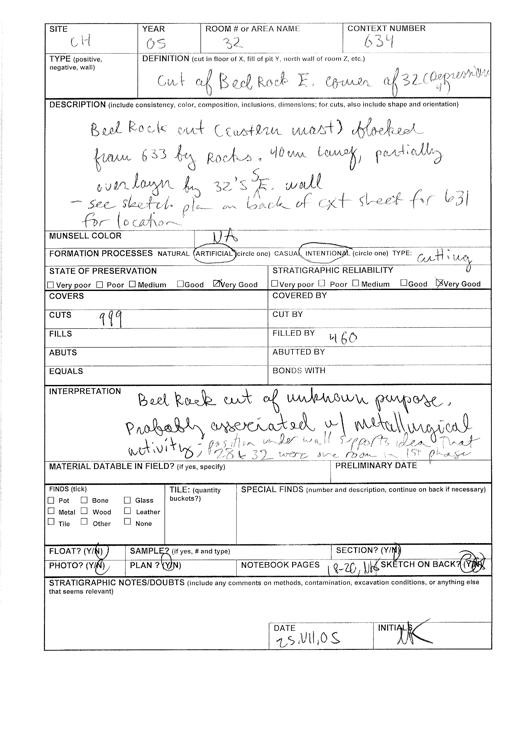 SITE YEAR ROOM # or AREA NAME CONTEXT NUMBER
CH 05 32 634
TYPE (positive, negative, wall) DEFINITION (cut in floor of X, fill of pit Y, north wall of room Z, etc.)
Cut of Bed Rock E. corner of 32 (Depression
DESCRIPTION (include consistency, color, composition, inclusions, dimensions; for cuts, also include shape and orientation)
Bed Rock cut (eastern most) blocked
from 633 by Rocks. 40cm , partially
overlayn by 32's S/E. wall
- see sketch plan on back of cxt sheet for 631
for location
MUNSELL COLOR NA
FORMATION PROCESSES NATURAL ARTIFICIAL (circle one) CASUAL INTENTIONAL (circle one) TYPE: cutting
STATE OF PRESERVATION STRATIGRAPHIC RELIABILITY
Very poor Poor Medium Good Very Good Very poor Poor Medium Good Very Good
COVERS COVERED BY
CUTS 999 CUT BY
FILLS FILLED BY 460
ABUTS ABUTTED BY
EQUALS BONDS WITH
INTERPRETATION
Bed Rock cut of unknown purpose.
Probably associated w/ metallurgical
activity - position under wall supports idea that
28 & 32 were one room in 1st phase
MATERIAL DATABLE IN FIELD? (if yes, specify) PRELIMINARY DATE
FINDS (tick) TILE: (quantity buckets?) SPECIAL FINDS (number and description, continue on back if necessary)
Pot Bone Glass
Metal Wood Leather
Tile Other None
FLOAT? (Y/N) SAMPLE? (if yes, # and type) SECTION? (Y/N)
PHOTO? (Y/N) PLAN ? (Y/N) NOTEBOOK PAGES 18-20, SKETCH ON BACK? (Y/N)
STRATIGRAPHIC NOTES/DOUBTS (include any comments on methods, contamination, excavation conditions, or anything else
that seems relevant)
DATE INITIALS
25.VII.05